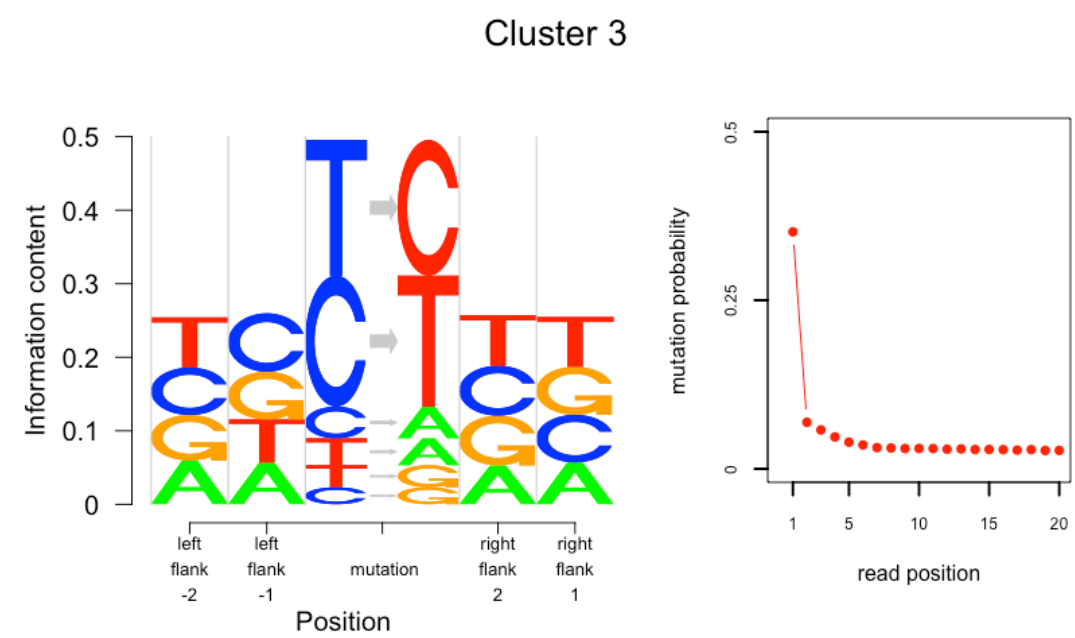 Cluster 3
Information content
0.5
0.4
0.3
0.2
0.1
0
T C T C T T
C G C T C G
G T C A G C
A A T A A A
T G
C G
left flank -2
left flank -1
mutation
right flank 2
right flank 1
Position
mutation probability
0.5
0.25
0
1 5 10 15 20
read position